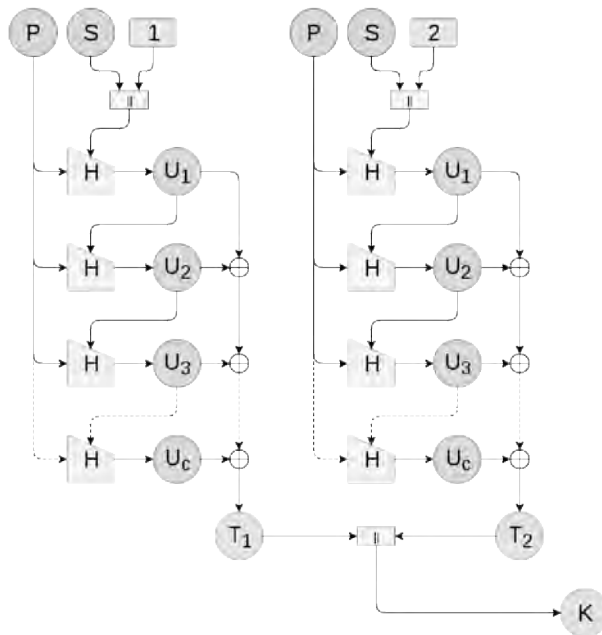 P S 1 P S 2
|| ||
H U1 H U1
H U2 H U2
H U3 H U3
H Uc H Uc
T1 || T2
K